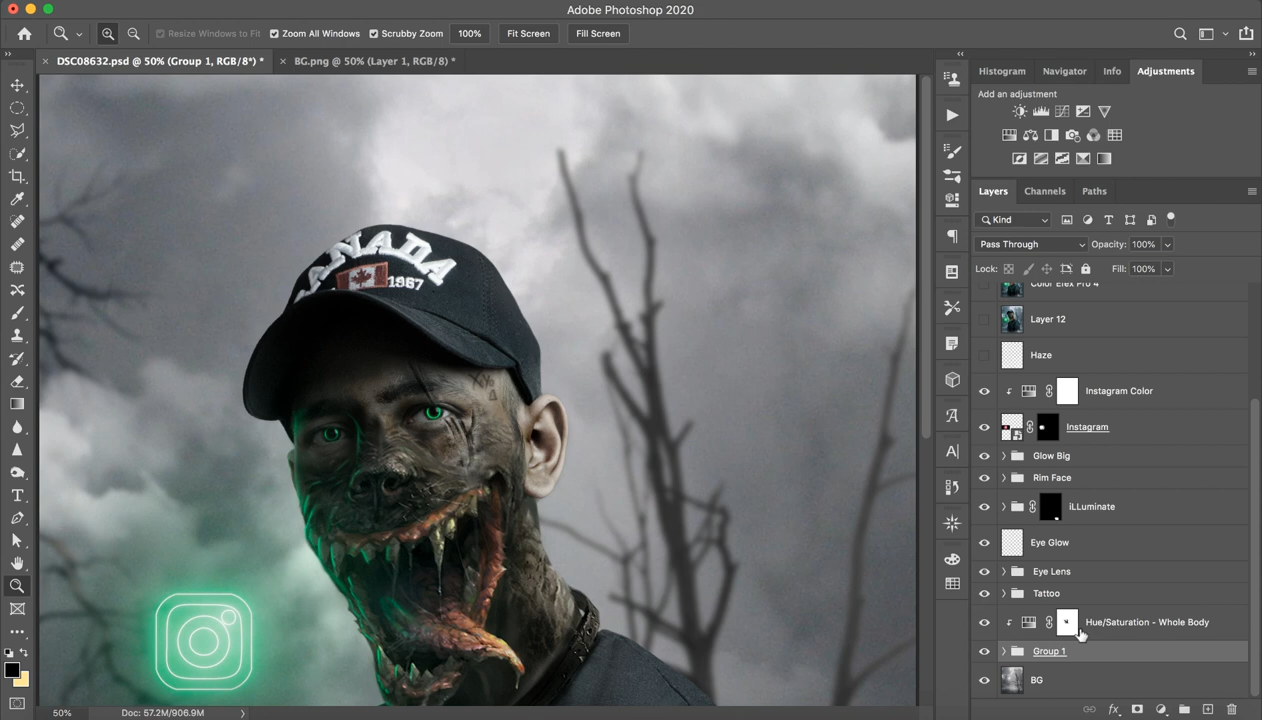 Adobe Photoshop 2020
Resize Windows to Fit Zoom All Windows Scrubby Zoom 100% Fit Screen Fill Screen
DSC08632.psd @ 50% (Group 1, RGB/8*) * BG.png @ 50% (Layer 1, RGB/8) *
Histogram Navigator Info Adjustments
Add an adjustment
Layers Channels Paths
Kind
Pass Through Opacity: 100%
Lock: Fill: 100%
Color Efex Pro 4
Layer 12
Haze
Instagram Color
Instagram
Glow Big
Rim Face
iLLuminate
Eye Glow
Eye Lens
Tattoo
Hue/Saturation - Whole Body
Group 1
BG
CANADA
1867
50% Doc: 57.2M/906.9M